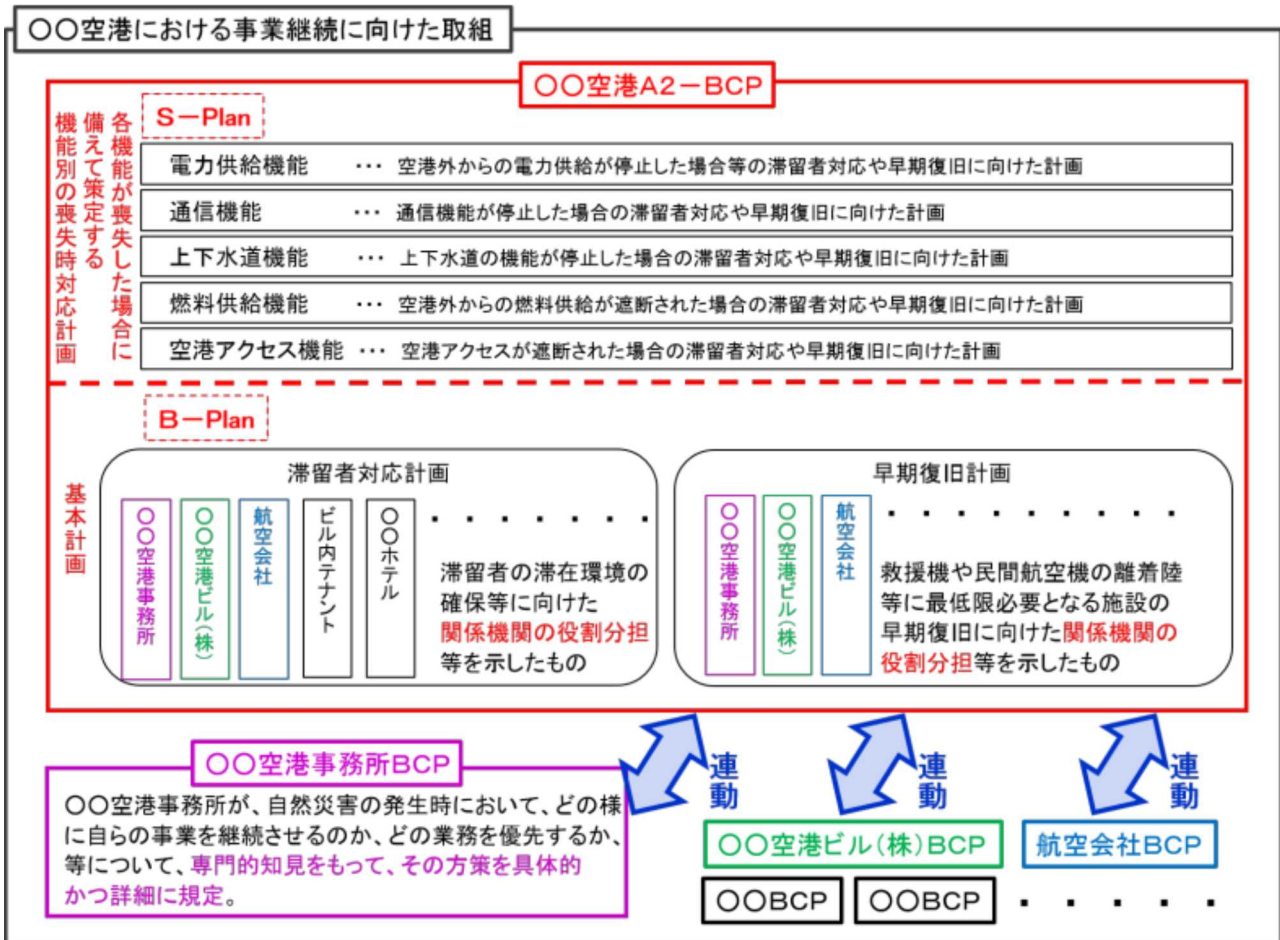 〇〇空港における事業継続に向けた取組
〇〇空港A2－BCP
各機能が喪失した場合に
備えて策定する
機能別の喪失時対応計画
S－Plan
電力供給機能 ･･･ 空港外からの電力供給が停止した場合等の滞留者対応や早期復旧に向けた計画
通信機能 ･･･ 通信機能が停止した場合の滞留者対応や早期復旧に向けた計画
上下水道機能 ･･･ 上下水道の機能が停止した場合の滞留者対応や早期復旧に向けた計画
燃料供給機能 ･･･ 空港外からの燃料供給が遮断された場合の滞留者対応や早期復旧に向けた計画
空港アクセス機能 ･･･ 空港アクセスが遮断された場合の滞留者対応や早期復旧に向けた計画
B－Plan
基本計画
滞留者対応計画
〇〇空港事務所
〇〇空港ビル(株)
航空会社
ビル内テナント
〇〇ホテル
・・・・・・・
滞留者の滞在環境の
確保等に向けた
関係機関の役割分担
等を示したもの
早期復旧計画
〇〇空港事務所
〇〇空港ビル(株)
航空会社
・・・・・・・・・
救援機や民間航空機の離着陸
等に最低限必要となる施設の
早期復旧に向けた関係機関の
役割分担等を示したもの
連動
連動
連動
〇〇空港事務所BCP
〇〇空港事務所が、自然災害の発生時において、どの様
に自らの事業を継続させるのか、どの業務を優先するか、
等について、専門的知見をもって、その方策を具体的
かつ詳細に規定。
〇〇空港ビル(株)BCP
航空会社BCP
〇〇BCP
〇〇BCP
・・・・・